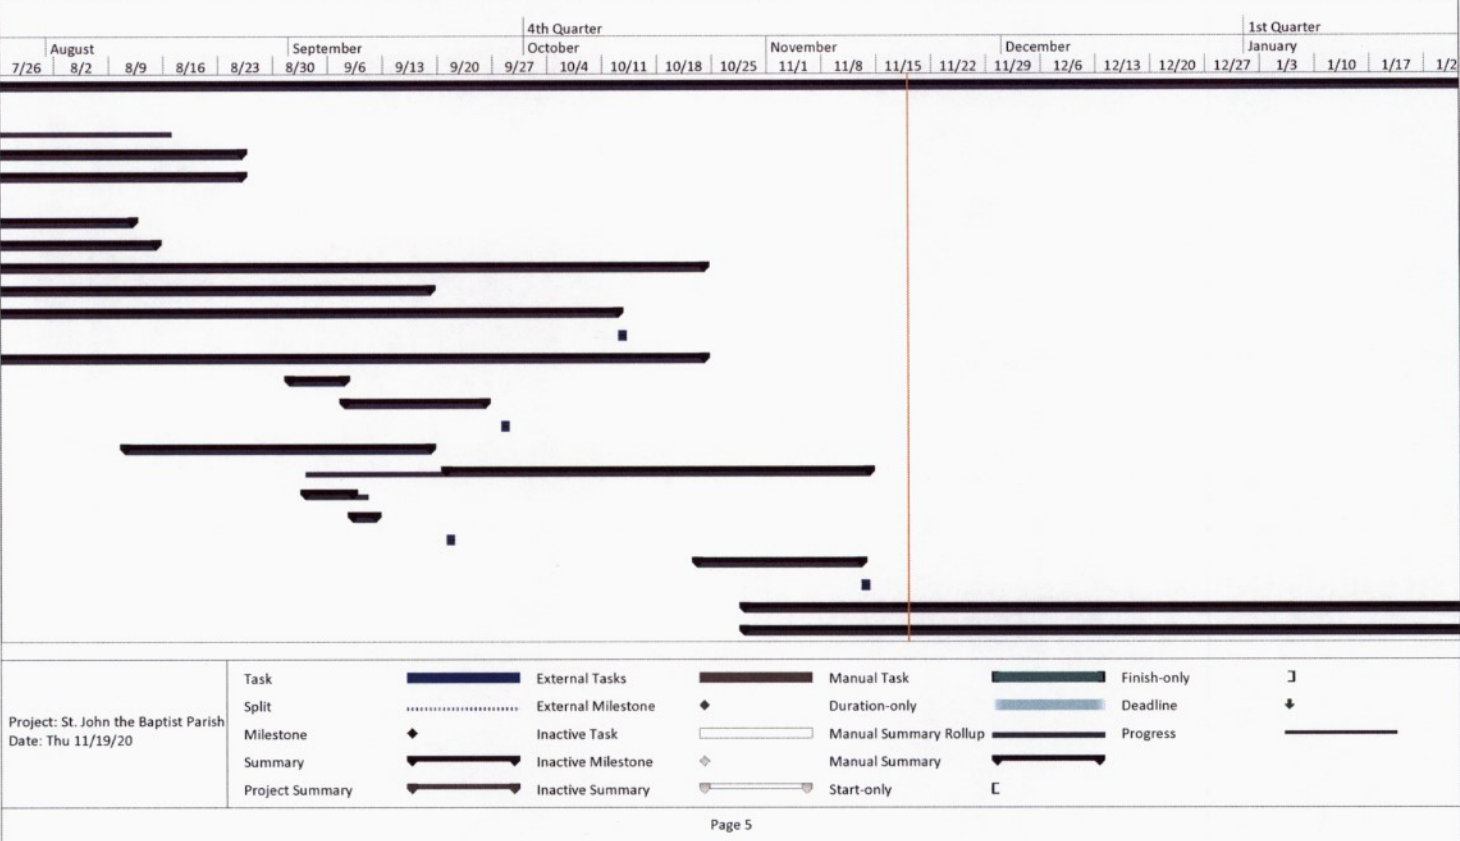 4th Quarter 1st Quarter
August September October November December January
7/26 8/2 8/9 8/16 8/23 8/30 9/6 9/13 9/20 9/27 10/4 10/11 10/18 10/25 11/1 11/8 11/15 11/22 11/29 12/6 12/13 12/20 12/27 1/3 1/10 1/17 1/2
Task External Tasks Manual Task Finish-only
Split External Milestone Duration-only Deadline
Project: St. John the Baptist Parish
Date: Thu 11/19/20
Milestone Inactive Task Manual Summary Rollup Progress
Summary Inactive Milestone Manual Summary
Project Summary Inactive Summary Start-only
Page 5